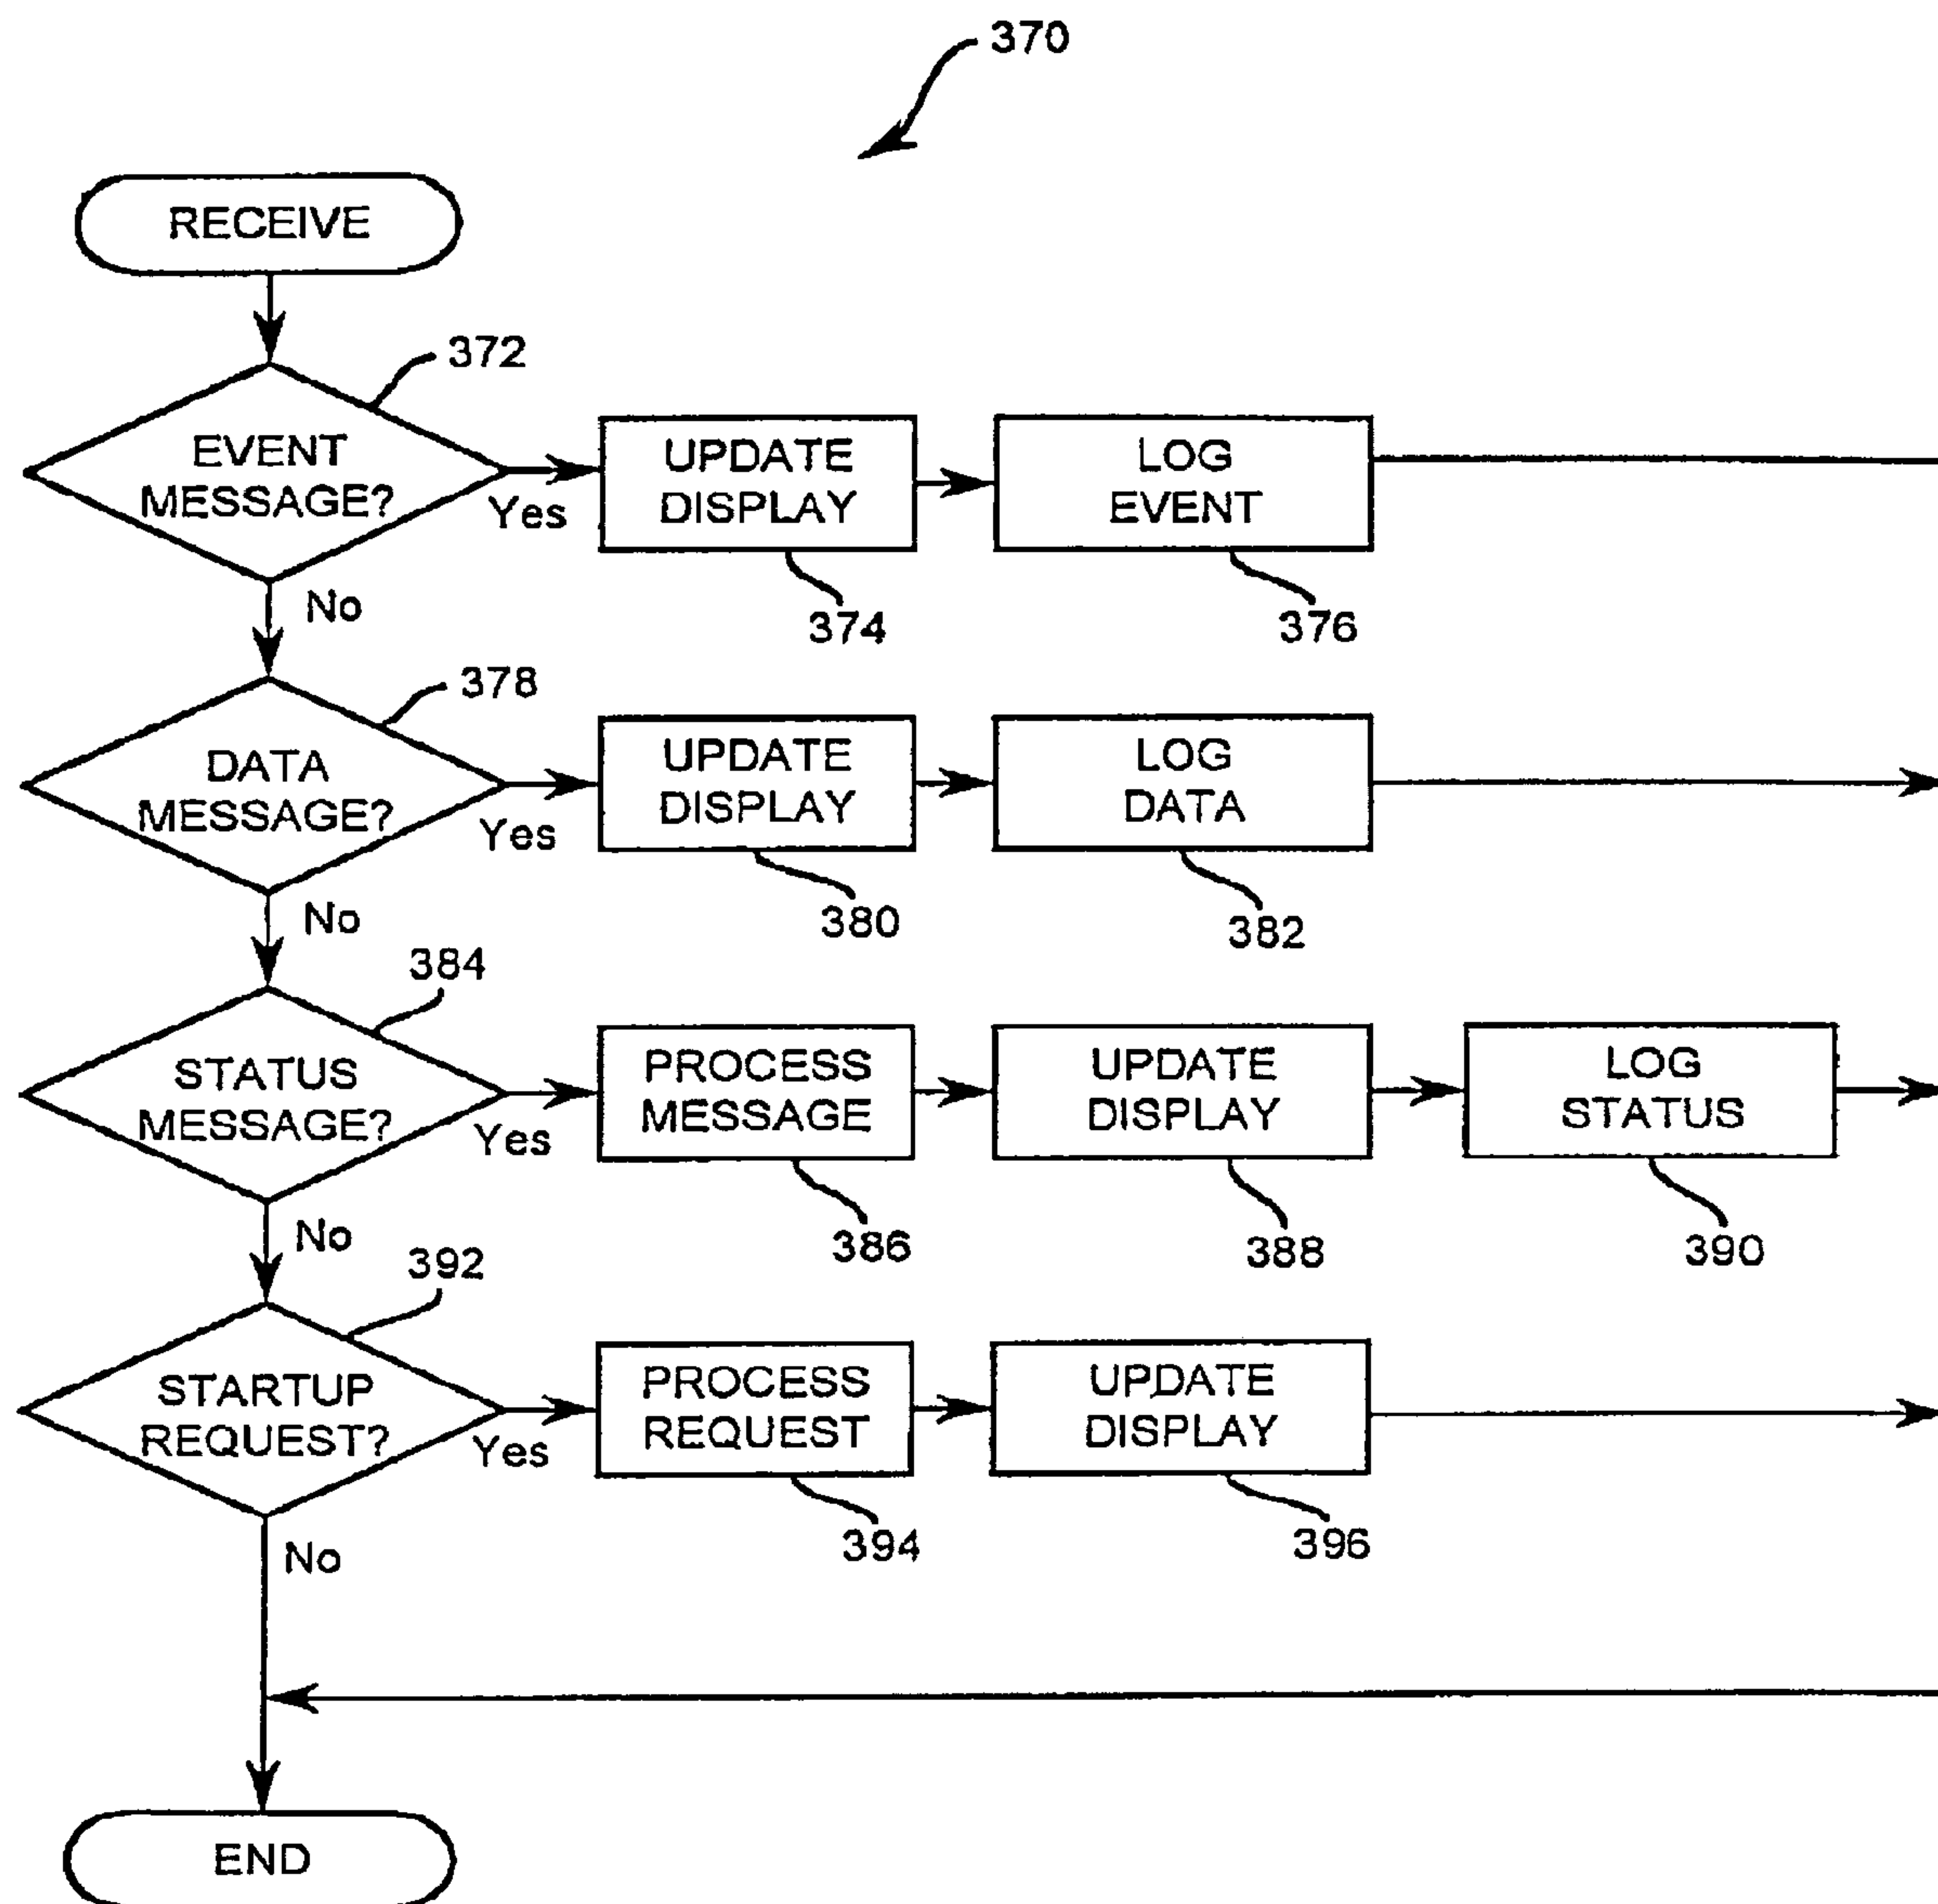 370
RECEIVE
372
EVENT
MESSAGE?
Yes
UPDATE
DISPLAY
LOG
EVENT
374
376
No
378
DATA
MESSAGE?
Yes
UPDATE
DISPLAY
LOG
DATA
380
382
No
384
STATUS
MESSAGE?
Yes
PROCESS
MESSAGE
UPDATE
DISPLAY
LOG
STATUS
386
388
390
No
392
STARTUP
REQUEST?
Yes
PROCESS
REQUEST
UPDATE
DISPLAY
394
396
No
END